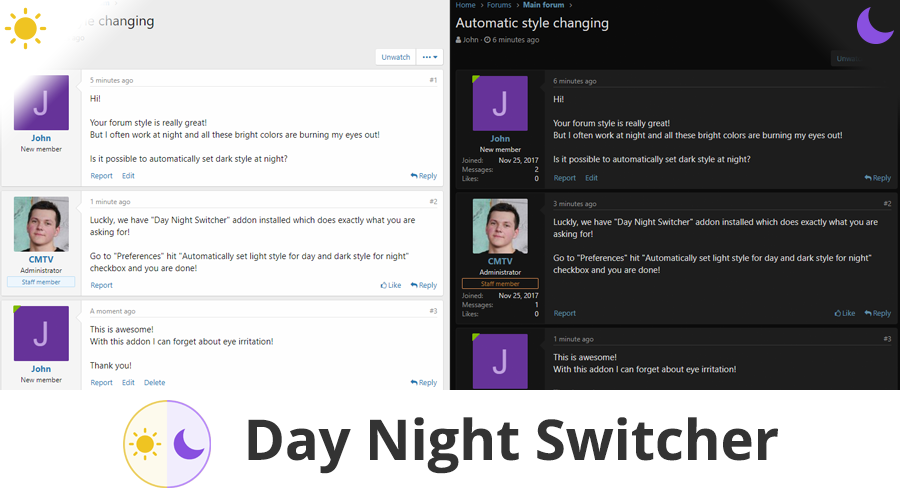 le changing
ago
Unwatch
J
John
New member
5 minutes ago #1
Hi!
Your forum style is really great!
But I often work at night and all these bright colors are burning my eyes out!
Is it possible to automatically set dark style at night?
Report Edit Reply
CMTV
Administrator
Staff member
1 minute ago #2
Luckly, we have "Day Night Switcher" addon installed which does exactly what you are
asking for!
Go to "Preferences" hit "Automatically set light style for day and dark style for night"
checkbox and you are done!
Report Like Reply
J
John
New member
A moment ago #3
This is awesome!
With this addon I can forget about eye irritation!
Thank you!
Report Edit Delete Reply
Home Forums Main forum
Automatic style changing
John · 6 minutes ago
Unwa
J
John
New member
Joined: Nov 25, 2017
Messages: 2
Likes: 0
6 minutes ago #1
Hi!
Your forum style is really great!
But I often work at night and all these bright colors are burning my eyes out!
Is it possible to automatically set dark style at night?
Report Edit Reply
CMTV
Administrator
Staff member
Joined: Nov 25, 2017
Messages: 1
Likes: 0
3 minutes ago #2
Luckly, we have "Day Night Switcher" addon installed which does exactly what you are
asking for!
Go to "Preferences" hit "Automatically set light style for day and dark style for night"
checkbox and you are done!
Report Like Reply
J
1 minute ago #3
This is awesome!
With this addon I can forget about eye irritation!
Day Night Switcher